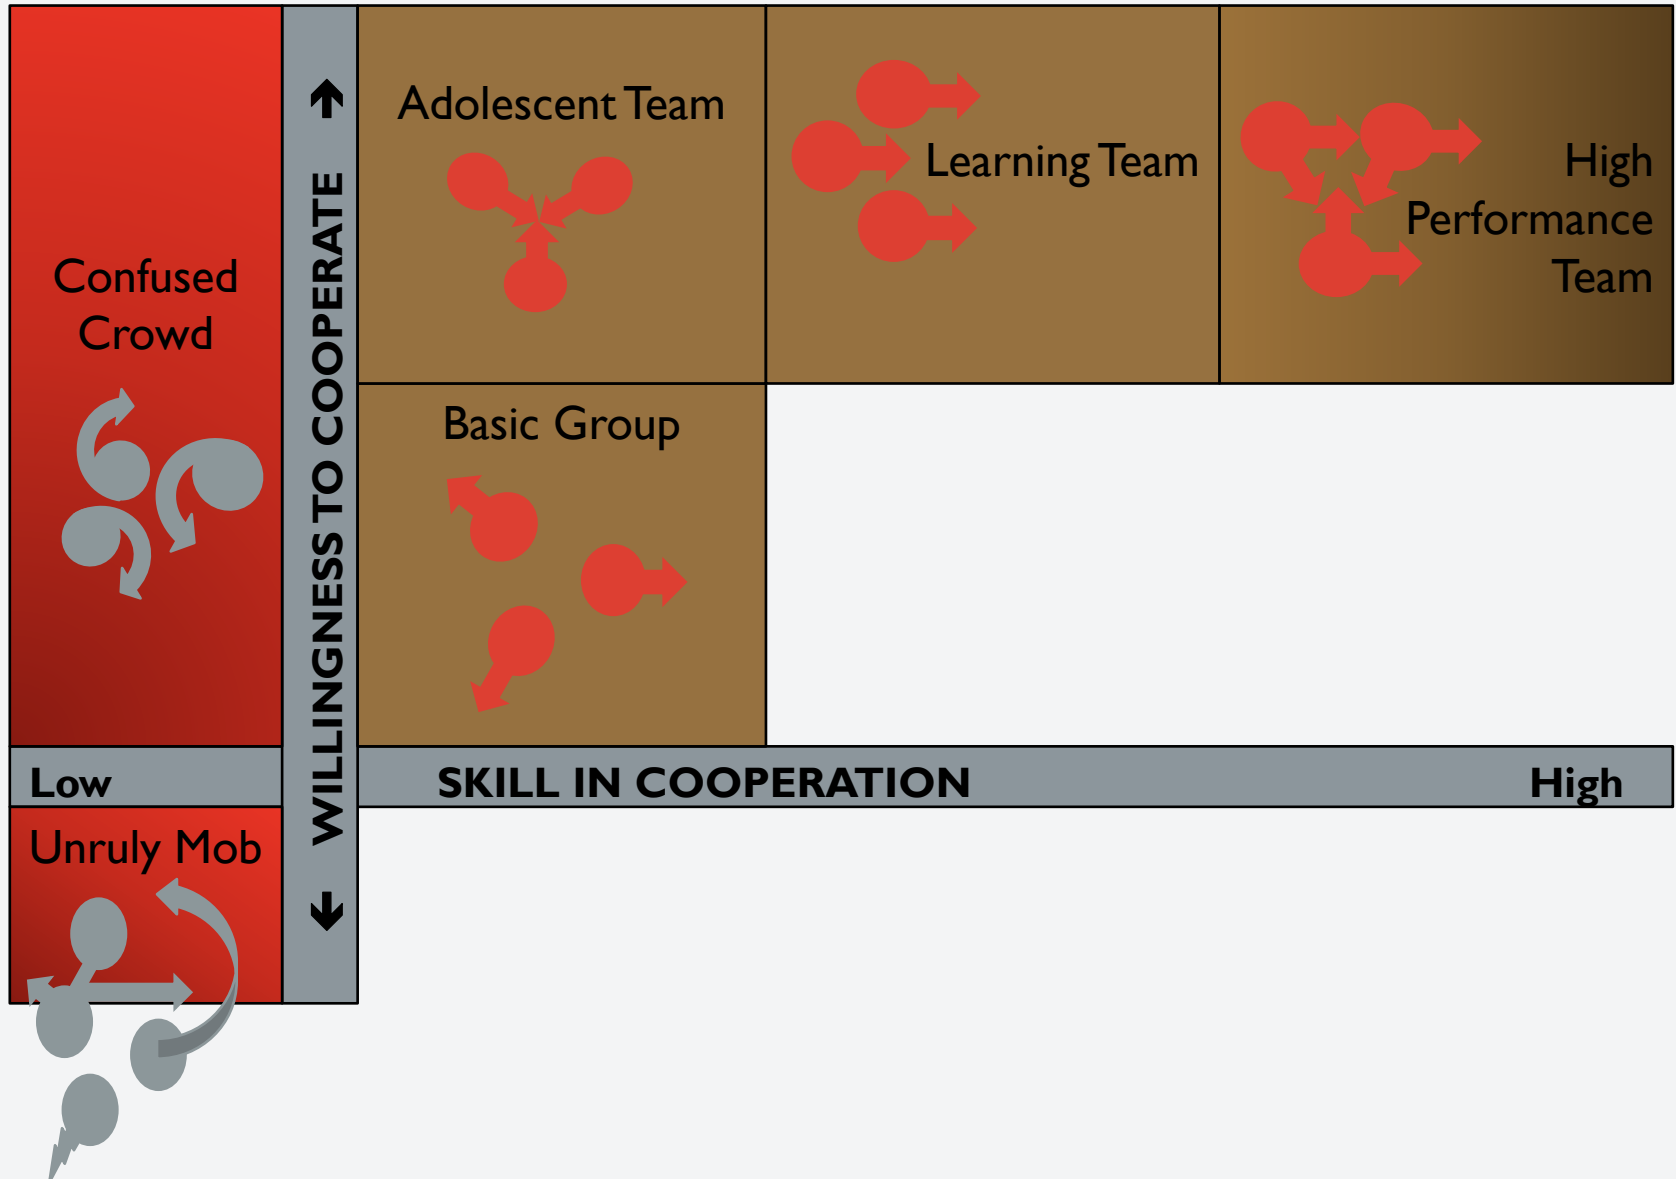 Confused
Crowd
WILLINGNESS TO COOPERATE
Adolescent Team
Learning Team
High
Performance
Team
Basic Group
Low
SKILL IN COOPERATION
High
Unruly Mob